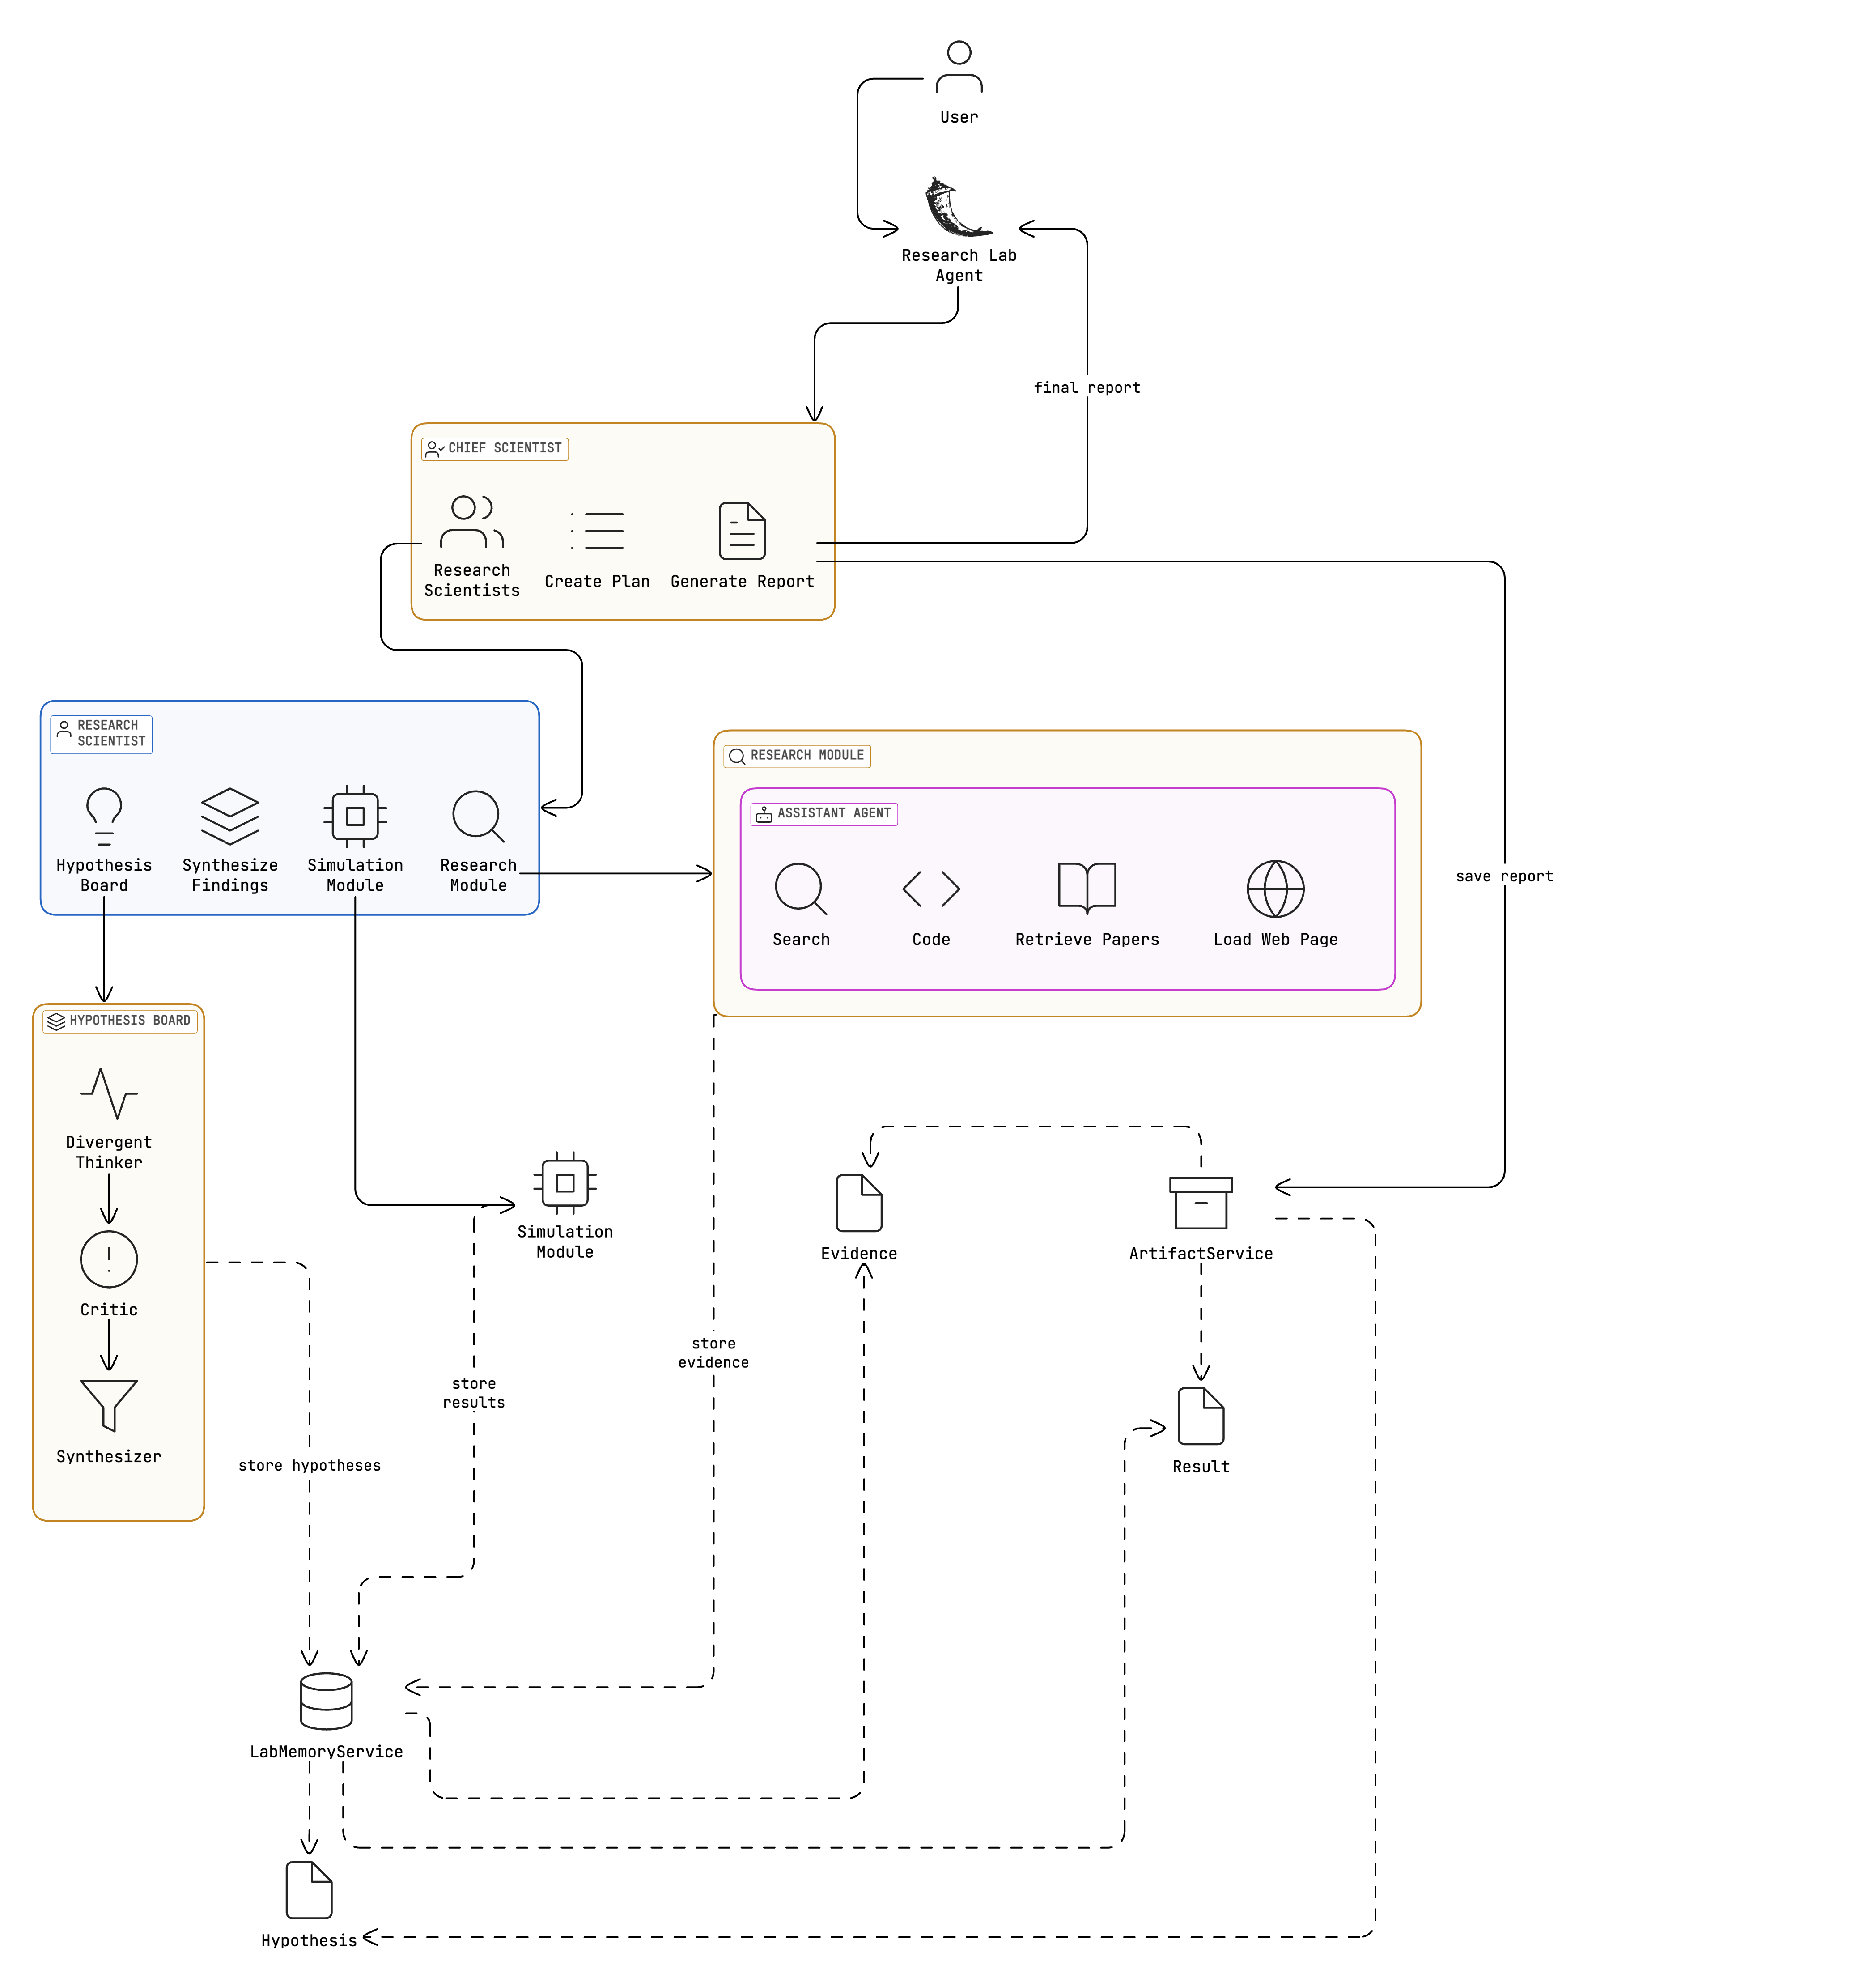 User
Research Lab
Agent
final report
CHIEF SCIENTIST
Research
Scientists
Create Plan
Generate Report
RESEARCH
SCIENTIST
Hypothesis
Board
Synthesize
Findings
Simulation
Module
Research
Module
RESEARCH MODULE
ASSISTANT AGENT
Search
Code
Retrieve Papers
Load Web Page
save report
HYPOTHESIS BOARD
Divergent
Thinker
Critic
Synthesizer
Simulation
Module
Evidence
ArtifactService
store
evidence
store
results
store hypotheses
Result
LabMemoryService
Hypothesis